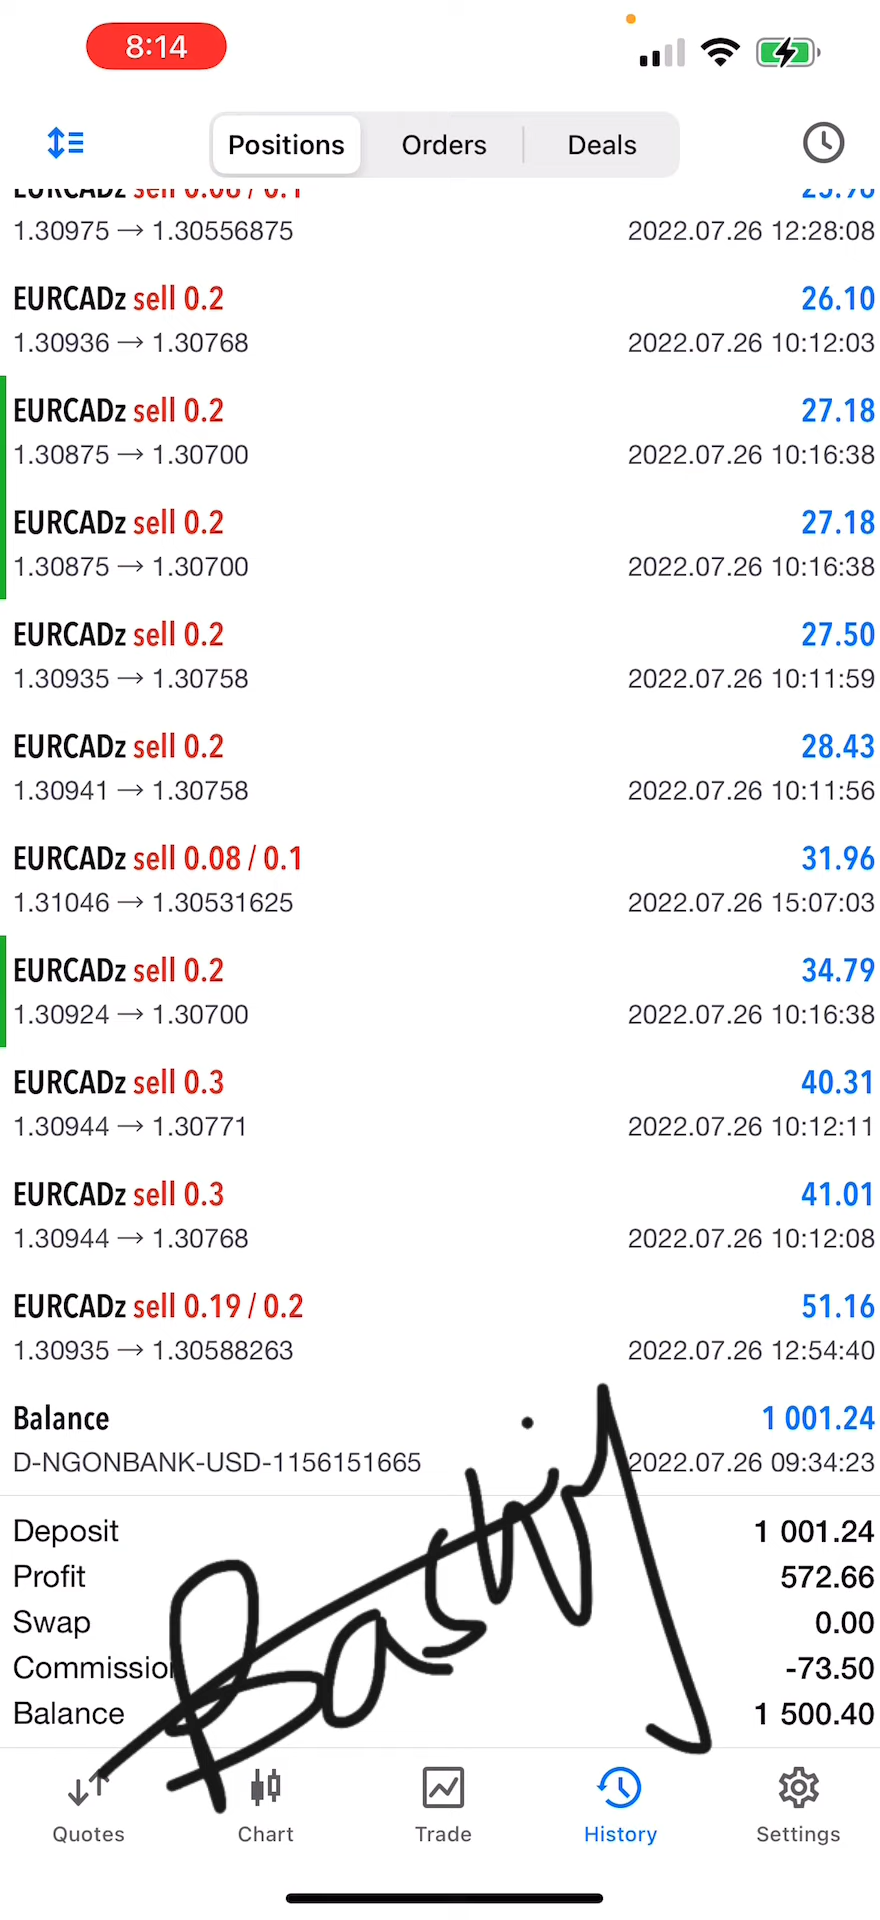 8:14
Positions Orders Deals
EURCADz sell 0.08 / 0.1 25.96
1.30975 → 1.30556875 2022.07.26 12:28:08
EURCADz sell 0.2 26.10
1.30936 → 1.30768 2022.07.26 10:12:03
EURCADz sell 0.2 27.18
1.30875 → 1.30700 2022.07.26 10:16:38
EURCADz sell 0.2 27.18
1.30875 → 1.30700 2022.07.26 10:16:38
EURCADz sell 0.2 27.50
1.30935 → 1.30758 2022.07.26 10:11:59
EURCADz sell 0.2 28.43
1.30941 → 1.30758 2022.07.26 10:11:56
EURCADz sell 0.08 / 0.1 31.96
1.31046 → 1.30531625 2022.07.26 15:07:03
EURCADz sell 0.2 34.79
1.30924 → 1.30700 2022.07.26 10:16:38
EURCADz sell 0.3 40.31
1.30944 → 1.30771 2022.07.26 10:12:11
EURCADz sell 0.3 41.01
1.30944 → 1.30768 2022.07.26 10:12:08
EURCADz sell 0.19 / 0.2 51.16
1.30935 → 1.30588263 2022.07.26 12:54:40
Balance 1 001.24
D-NGONBANK-USD-1156151665 2022.07.26 09:34:23
Deposit 1 001.24
Profit 572.66
Swap 0.00
Commission -73.50
Balance 1 500.40
Quotes Chart Trade History Settings